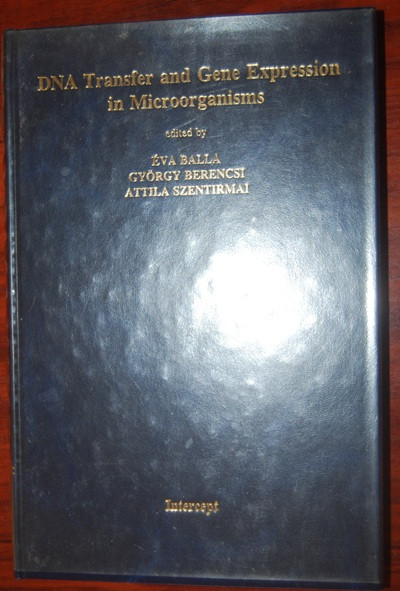 DNA Transfer and Gene Expression
in Microorganisms
edited by
ÉVA BALLA
GYÖRGY BERENCSI
ATTILA SZENTIRMAI
Intercept